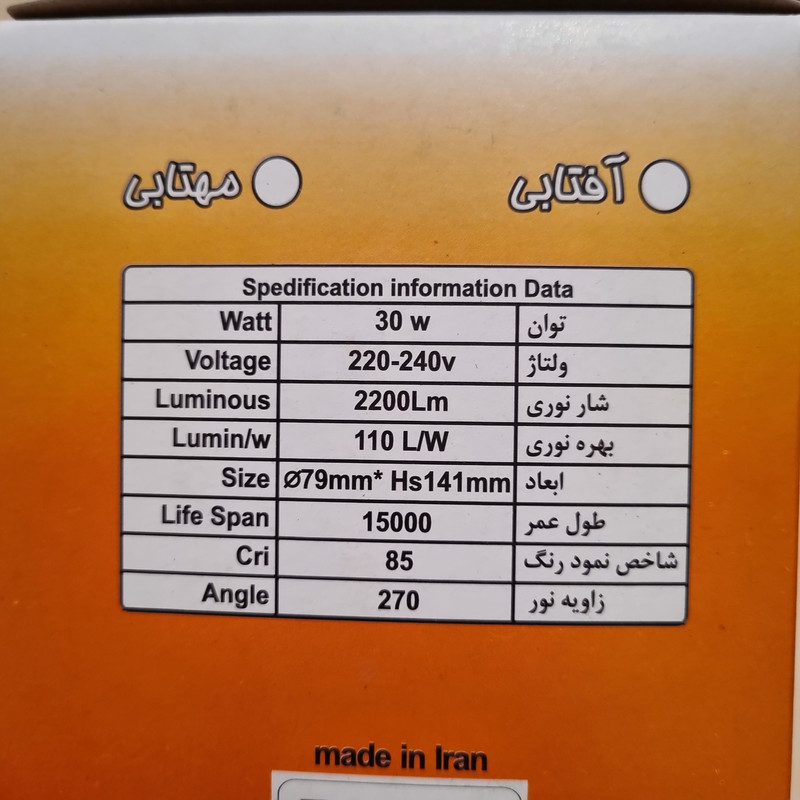 آفتابی مهتابی
Spedification information Data
Watt 30 w توان
Voltage 220-240v ولتاژ
Luminous 2200Lm شار نوری
Lumin/w 110 L/W بهره نوری
Size Ø79mm* Hs141mm ابعاد
Life Span 15000 طول عمر
Cri 85 شاخص نمود رنگ
Angle 270 زاویه نور
made in Iran